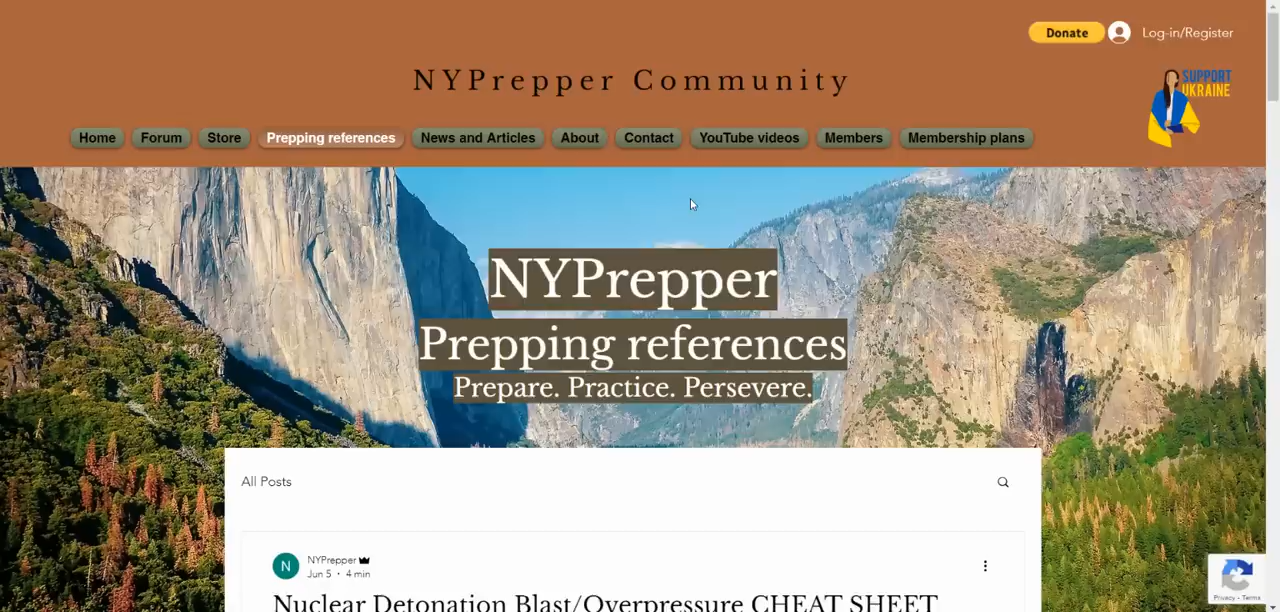 Donate
Log-in/Register
NYPrepper Community
SUPPORT
UKRAINE
Home
Forum
Store
Prepping references
News and Articles
About
Contact
YouTube videos
Members
Membership plans
NYPrepper
Prepping references
Prepare. Practice. Persevere.
All Posts
N
NYPrepper
Jun 5 · 4 min
Nuclear Detonation Blast/Overpressure CHEAT SHEET
Privacy - Terms